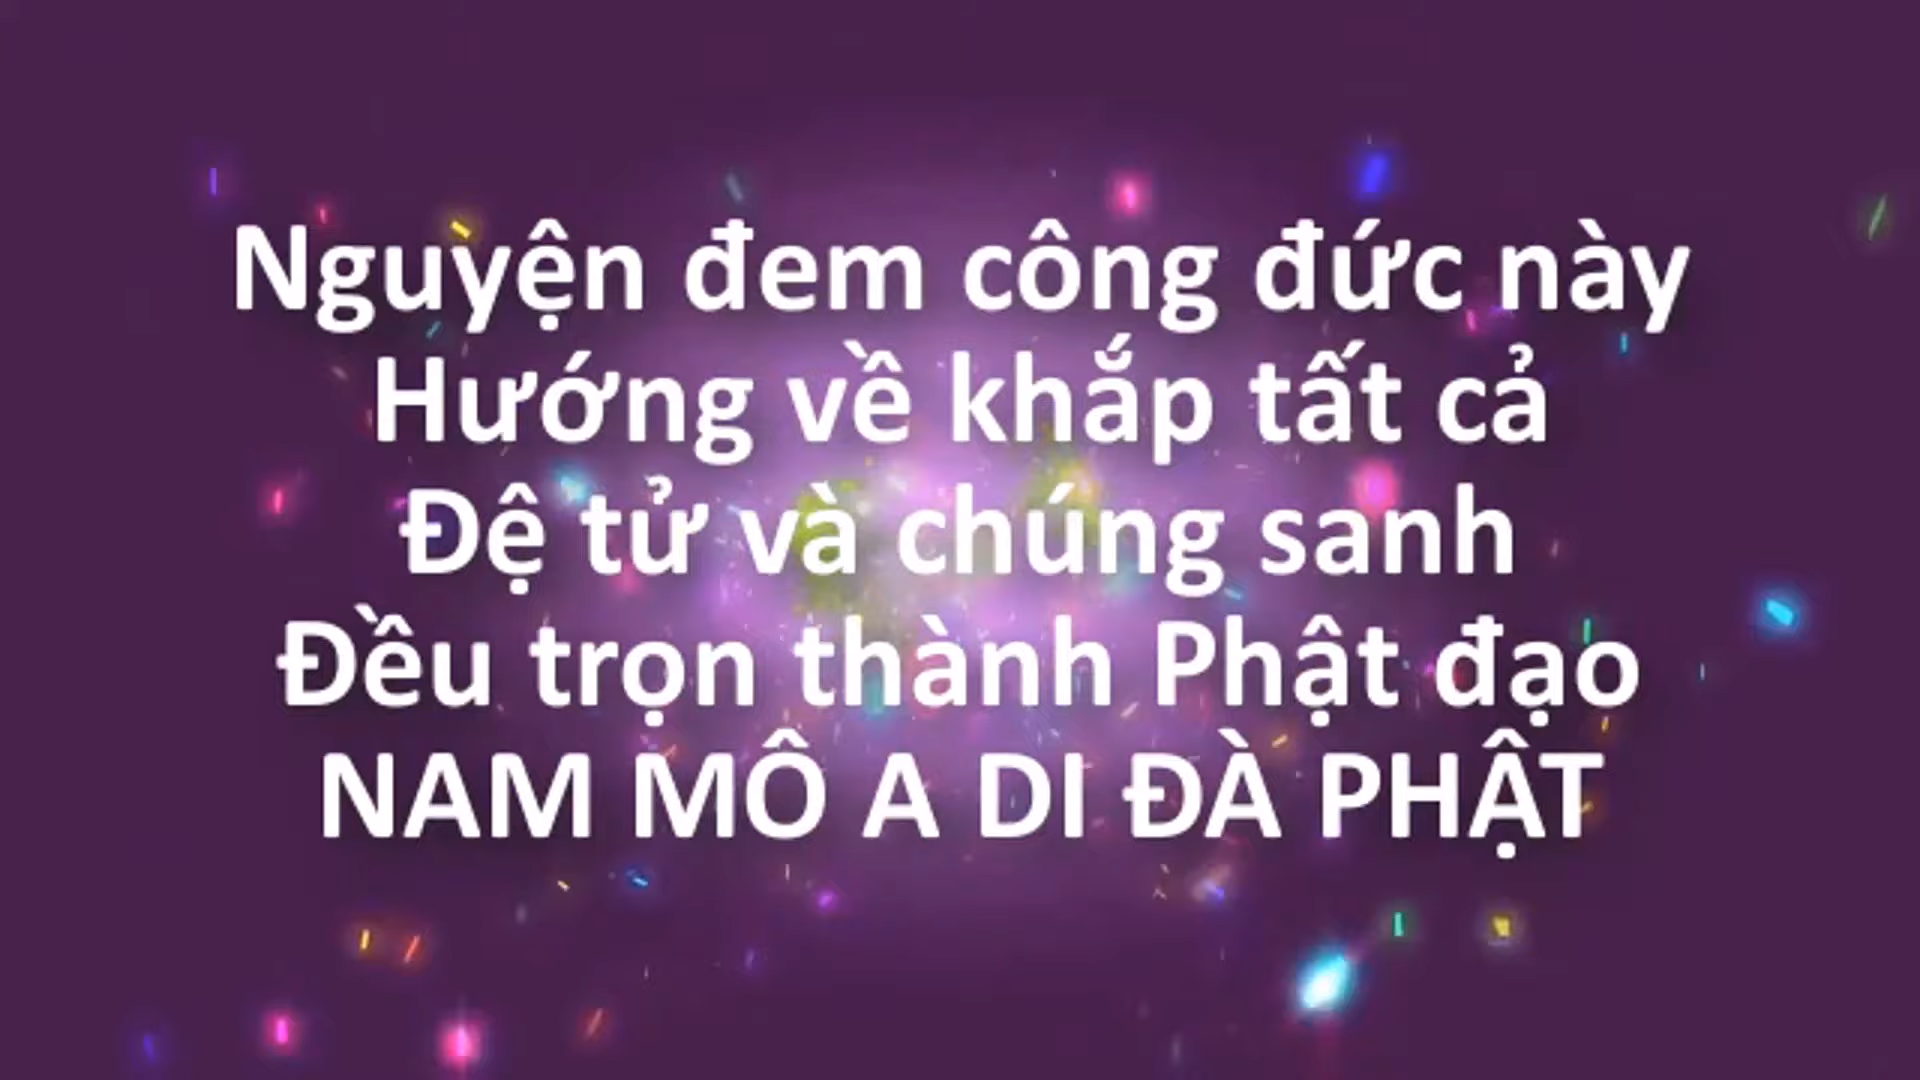 Nguyện đem công đức này
Hướng về khắp tất cả
Đệ tử và chúng sanh
Đều trọn thành Phật đạo
NAM MÔ A DI ĐÀ PHẬT